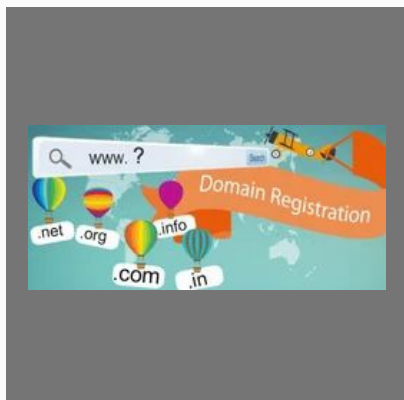 www. ?
Search
Domain Registration
.net
.org
.info
.com
.in